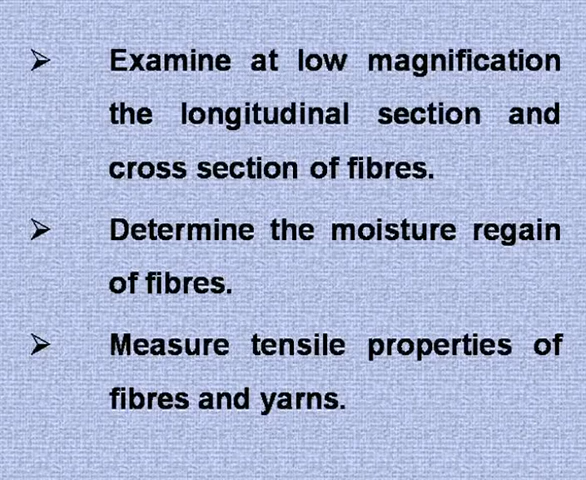 ➢ Examine at low magnification
the longitudinal section and
cross section of fibres.
➢ Determine the moisture regain
of fibres.
➢ Measure tensile properties of
fibres and yarns.